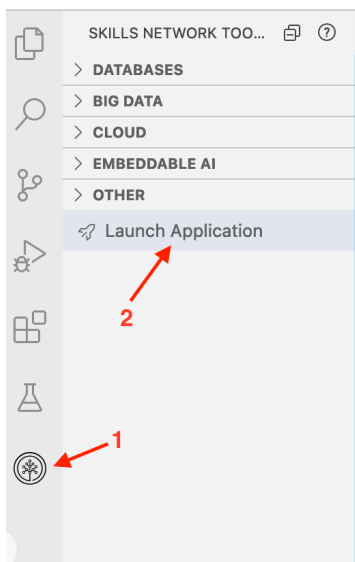 SKILLS NETWORK TOO...
DATABASES
BIG DATA
CLOUD
EMBEDDABLE AI
OTHER
Launch Application
2
1